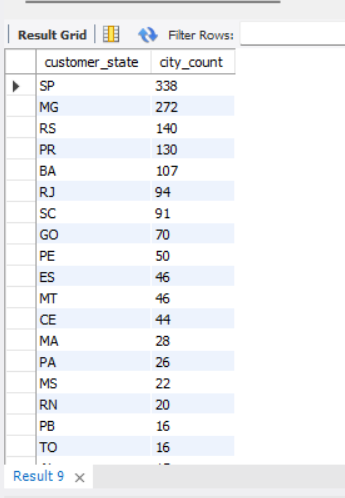 Result Grid Filter Rows:
customer_state city_count
SP 338
MG 272
RS 140
PR 130
BA 107
RJ 94
SC 91
GO 70
PE 50
ES 46
MT 46
CE 44
MA 28
PA 26
MS 22
RN 20
PB 16
TO 16
Result 9